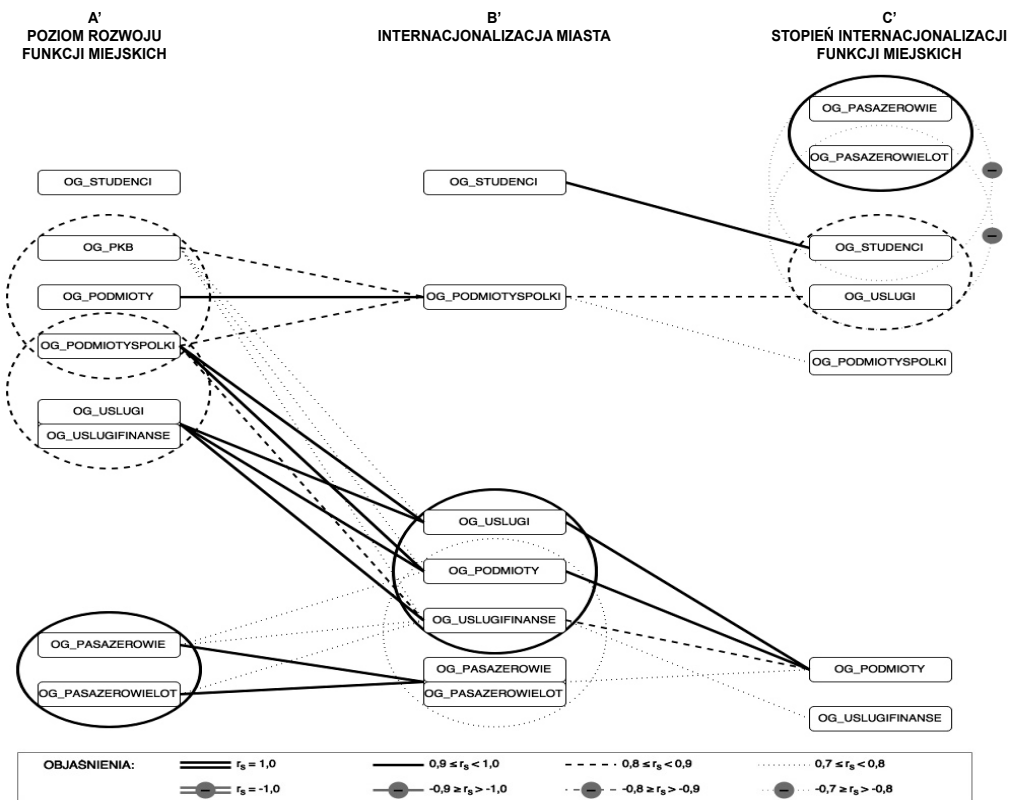 A’
POZIOM ROZWOJU
FUNKCJI MIEJSKICH
B’
INTERNACJONALIZACJA MIASTA
C’
STOPIEŃ INTERNACJONALIZACJI
FUNKCJI MIEJSKICH
OG_STUDENCI
OG_PKB
OG_PODMIOTY
OG_PODMIOTYSPOLKI
OG_USLUGI
OG_USLUGIFINANSE
OG_PASAZEROWIE
OG_PASAZEROWIELOT
OG_STUDENCI
OG_PODMIOTYSPOLKI
OG_USLUGI
OG_PODMIOTY
OG_USLUGIFINANSE
OG_PASAZEROWIE
OG_PASAZEROWIELOT
OG_PASAZEROWIE
OG_PASAZEROWIELOT
OG_STUDENCI
OG_USLUGI
OG_PODMIOTYSPOLKI
OG_PODMIOTY
OG_USLUGIFINANSE
OBJAŚNIENIA: rs = 1,0 0,9 ≤ rs < 1,0 0,8 ≤ rs < 0,9 0,7 ≤ rs < 0,8
rs = -1,0 -0,9 ≥ rs > -1,0 -0,8 ≥ rs > -0,9 -0,7 ≥ rs > -0,8